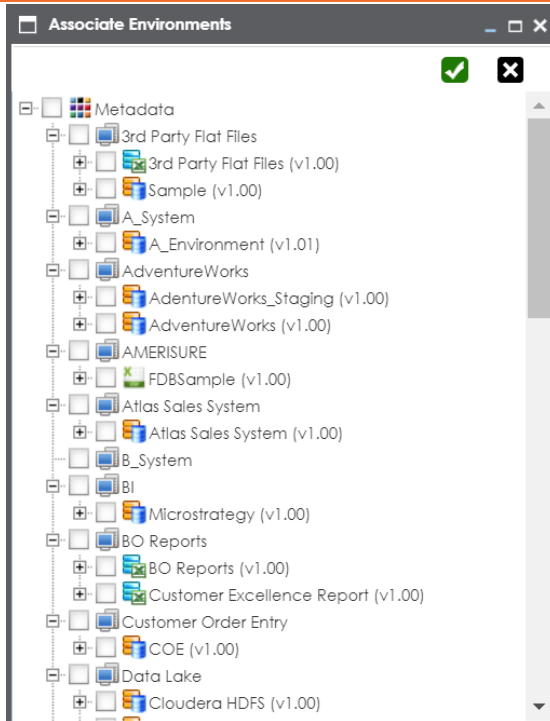 Associate Environments
Metadata
3rd Party Flat Files
3rd Party Flat FIles (v1.00)
Sample (v1.00)
A_System
A_Environment (v1.01)
AdventureWorks
AdentureWorks_Staging (v1.00)
AdventureWorks (v1.00)
AMERISURE
FDBSample (v1.00)
Atlas Sales System
Atlas Sales System (v1.00)
B_System
BI
Microstrategy (v1.00)
BO Reports
BO Reports (v1.00)
Customer Excellence Report (v1.00)
Customer Order Entry
COE (v1.00)
Data Lake
Cloudera HDFS (v1.00)